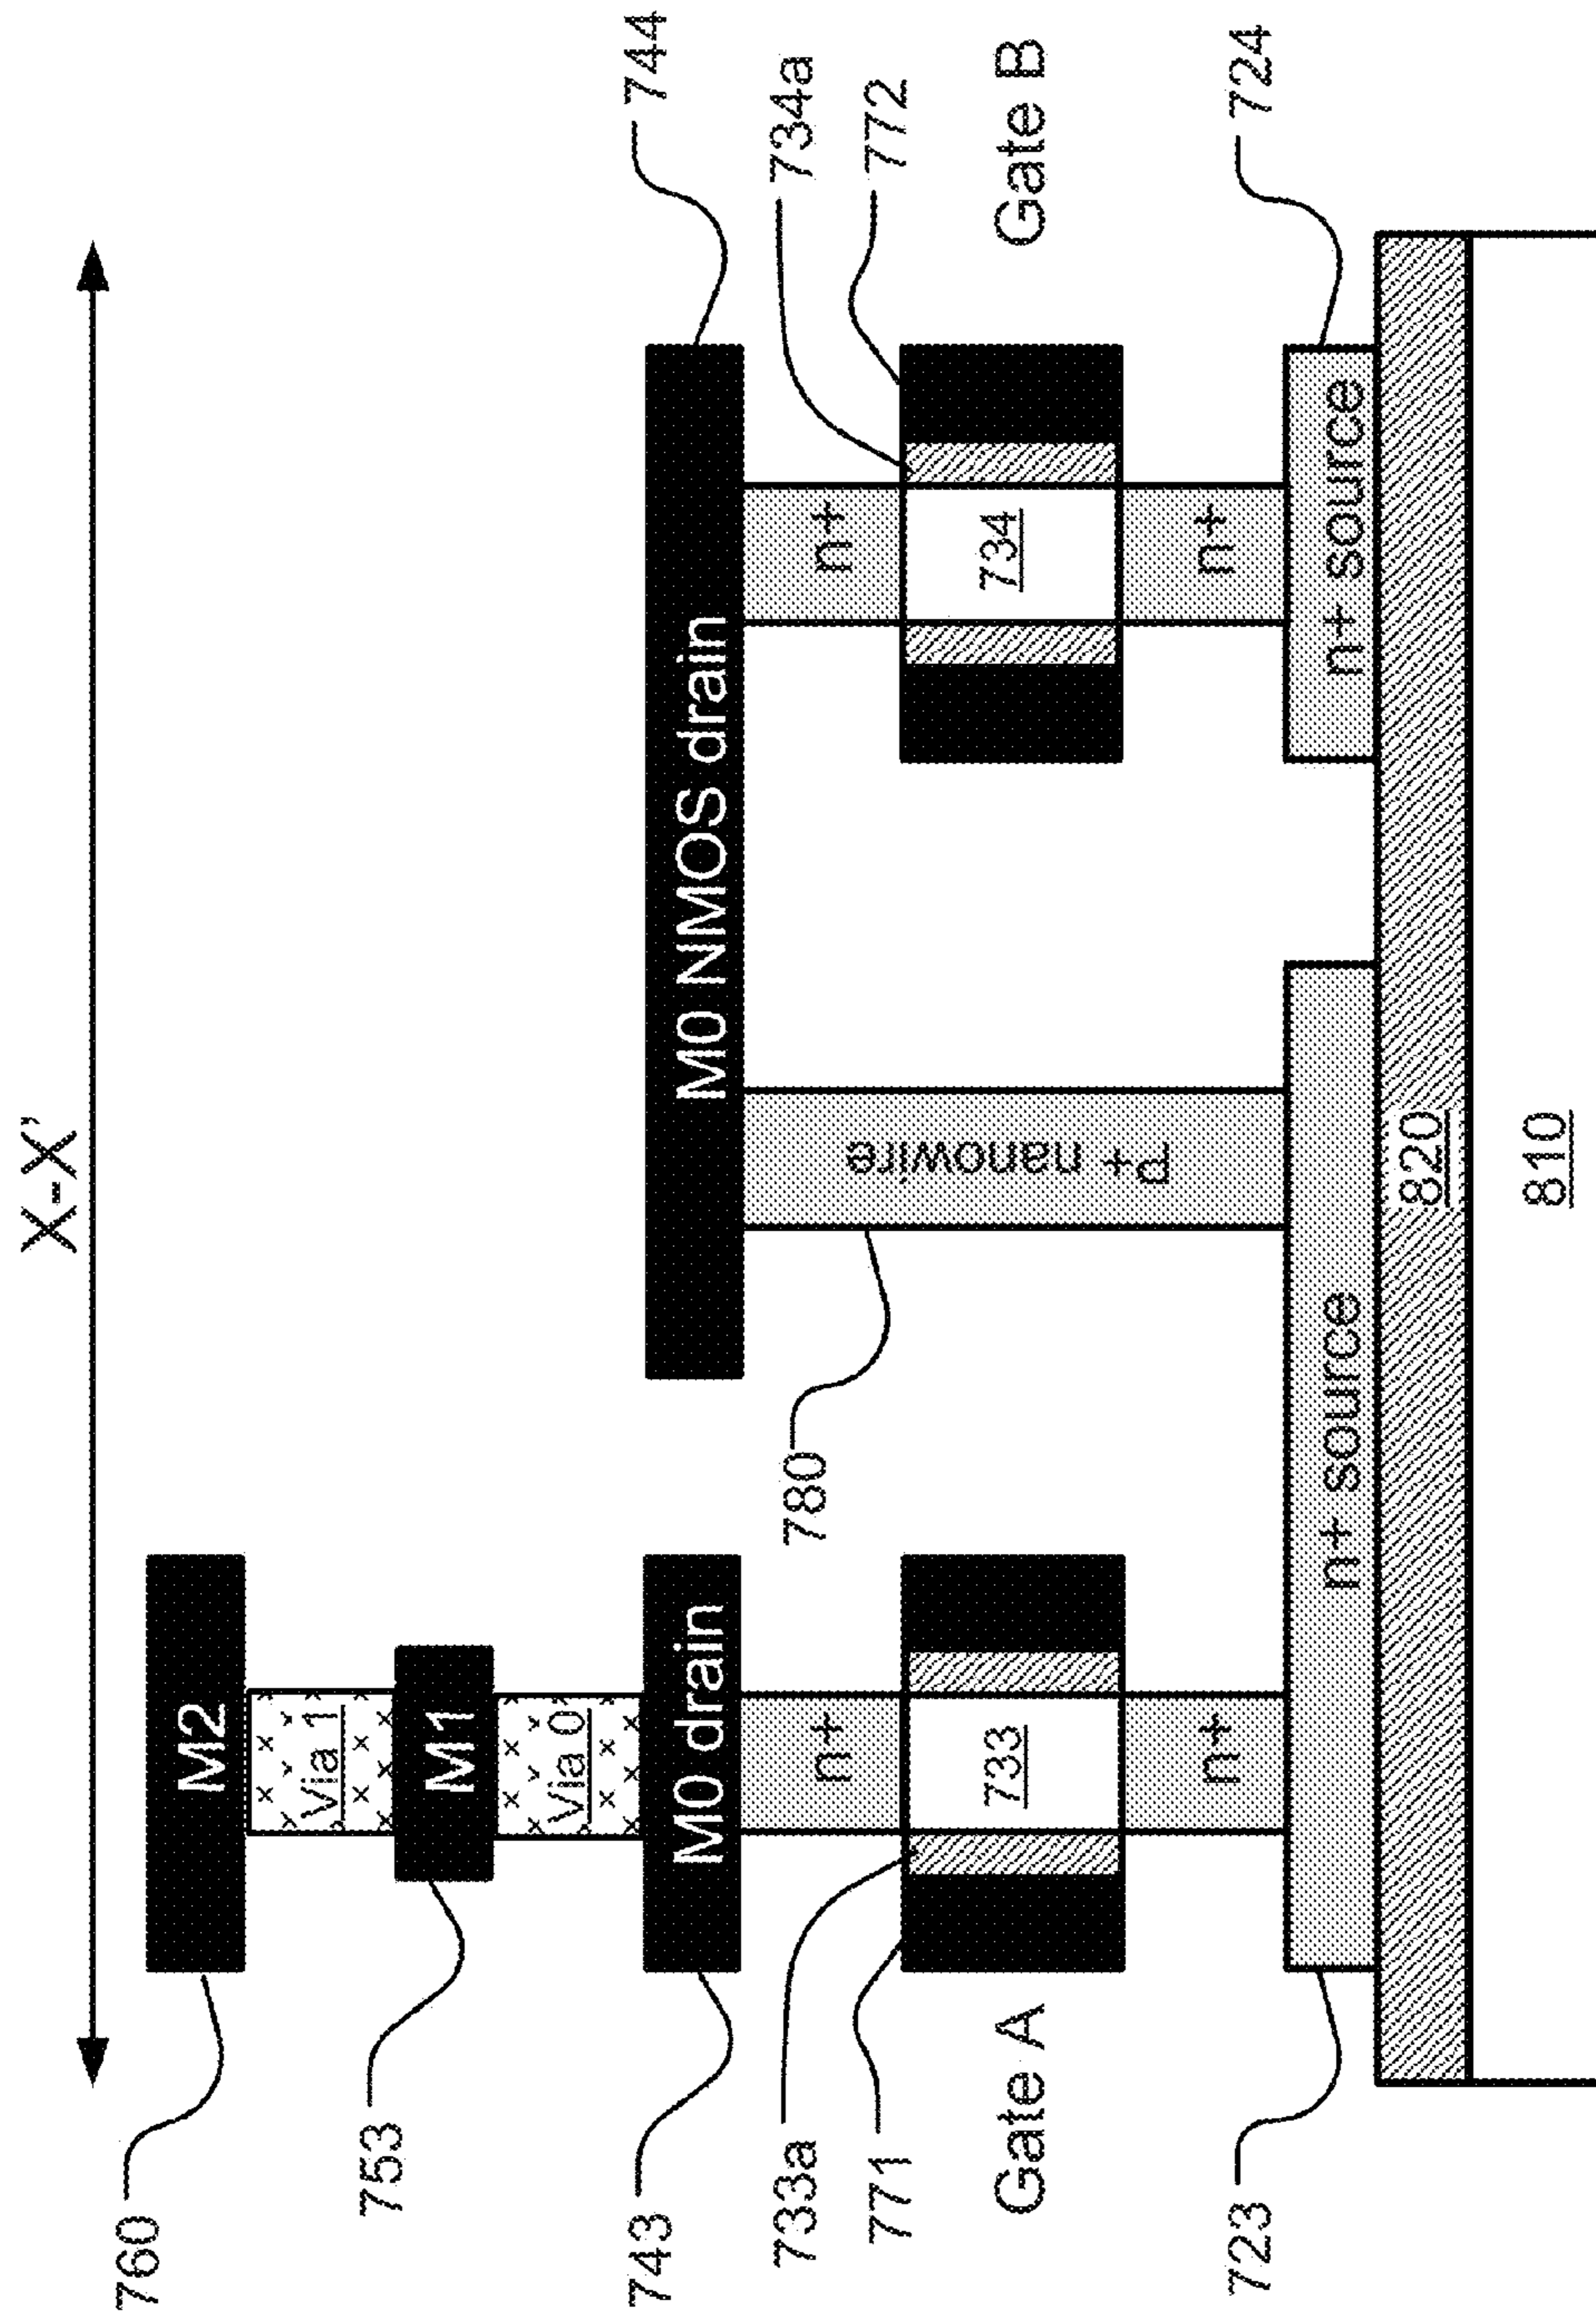 X-X'
760
M2
Via 1
753
M1
Via 0
743
M0 drain
M0 NMOS drain
744
733a
n+
780
P+ nanowire
n+
734a
771
772
Gate A
733
734
Gate B
n+
n+
723
n+ source
n+ source
724
820
810